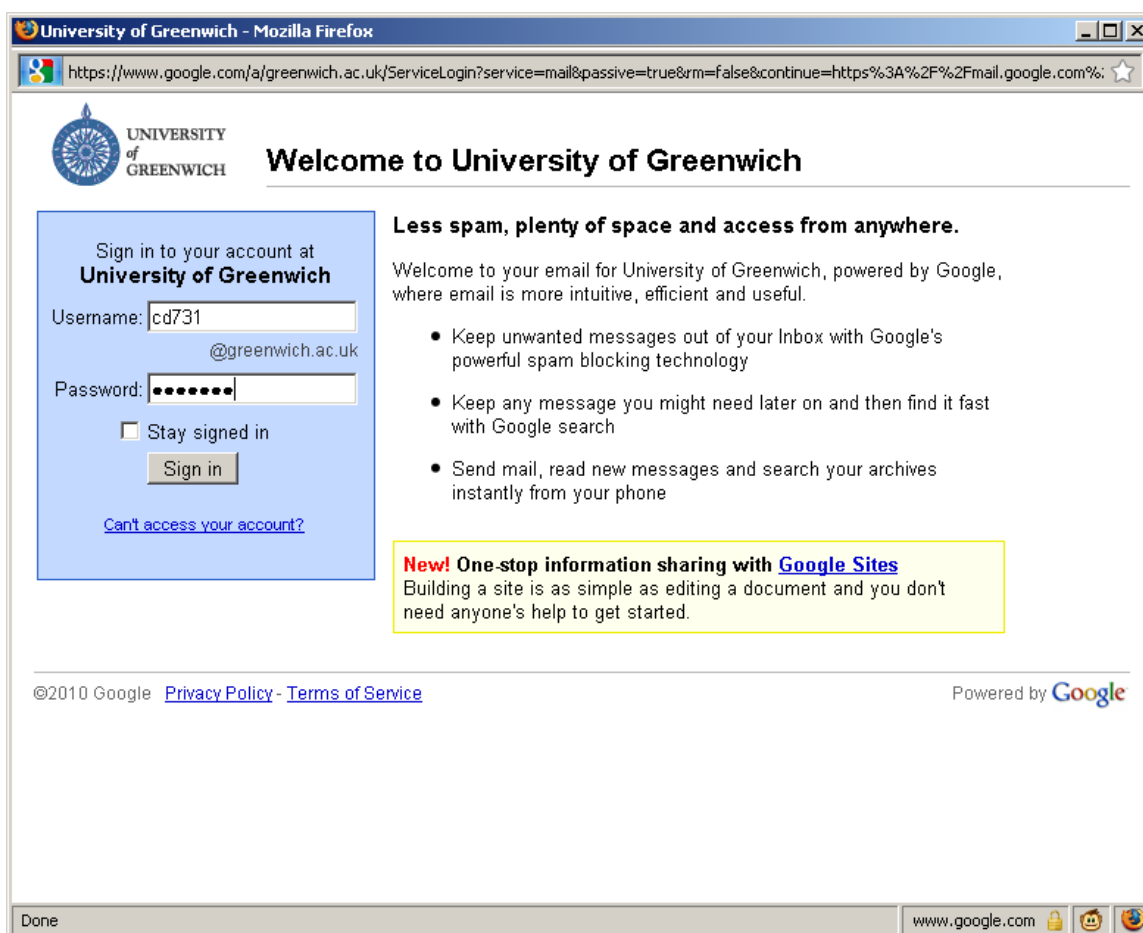 University of Greenwich - Mozilla Firefox
https://www.google.com/a/greenwich.ac.uk/ServiceLogin?service=mail&passive=true&rm=false&continue=https%3A%2F%2Fmail.google.com%
UNIVERSITY
of
GREENWICH
Welcome to University of Greenwich
Sign in to your account at
University of Greenwich
Username: cd731
@greenwich.ac.uk
Password: •••••••
Stay signed in
Sign in
Can't access your account?
Less spam, plenty of space and access from anywhere.
Welcome to your email for University of Greenwich, powered by Google,
where email is more intuitive, efficient and useful.
• Keep unwanted messages out of your Inbox with Google's
powerful spam blocking technology
• Keep any message you might need later on and then find it fast
with Google search
• Send mail, read new messages and search your archives
instantly from your phone
New! One-stop information sharing with Google Sites
Building a site is as simple as editing a document and you don't
need anyone's help to get started.
©2010 Google Privacy Policy - Terms of Service
Powered by Google
Done
www.google.com